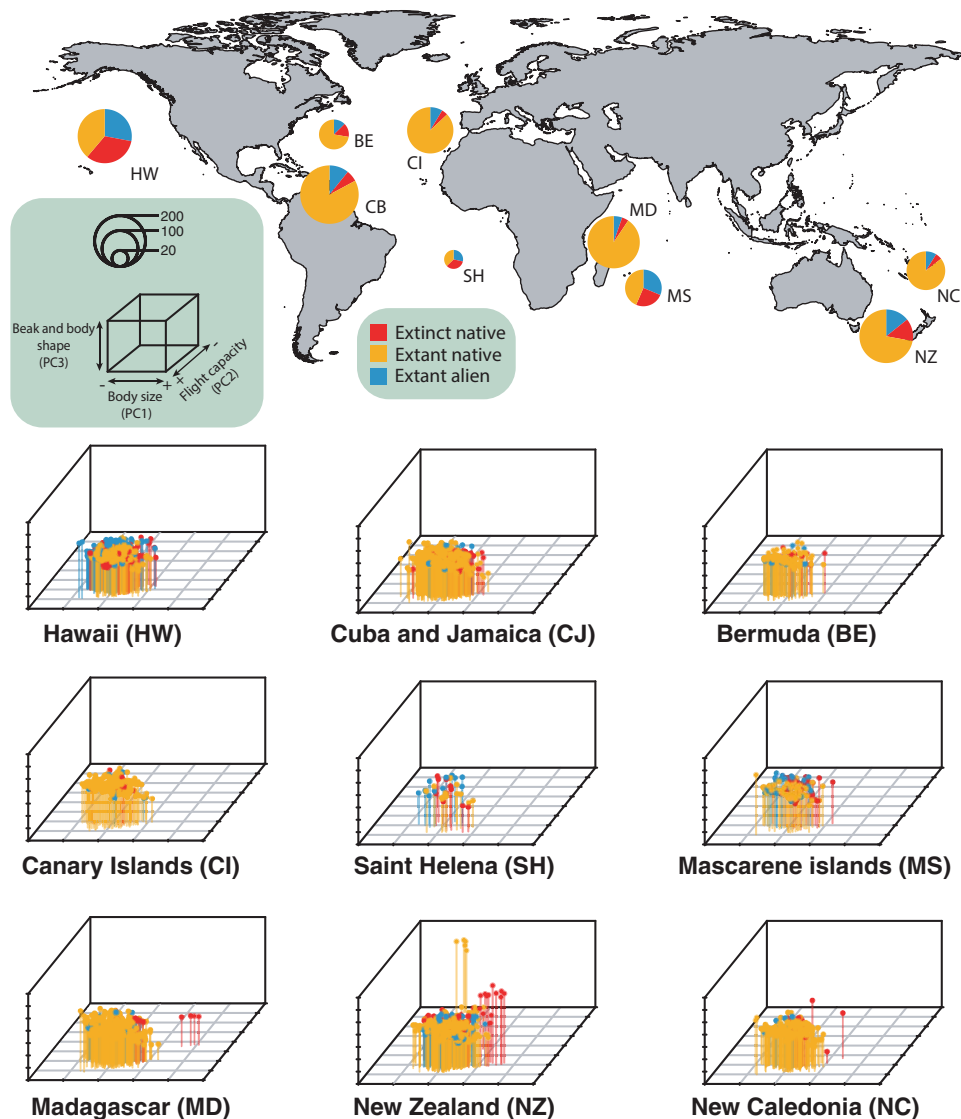 HW
BE
CI
CB
SH
MD
MS
NC
NZ
200
100
20
Beak and body
shape
(PC3)
-
+
Body size
(PC1)
+
-
Flight capacity
(PC2)
Extinct native
Extant native
Extant alien
Hawaii (HW)
Cuba and Jamaica (CJ)
Bermuda (BE)
Canary Islands (CI)
Saint Helena (SH)
Mascarene islands (MS)
Madagascar (MD)
New Zealand (NZ)
New Caledonia (NC)